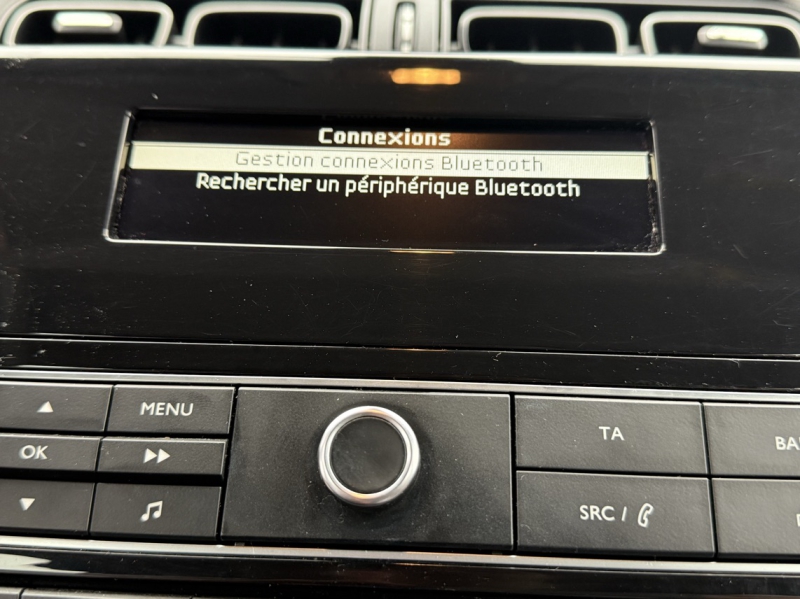 Connexions
Gestion connexions Bluetooth
Rechercher un périphérique Bluetooth
MENU
TA
OK
SRC /